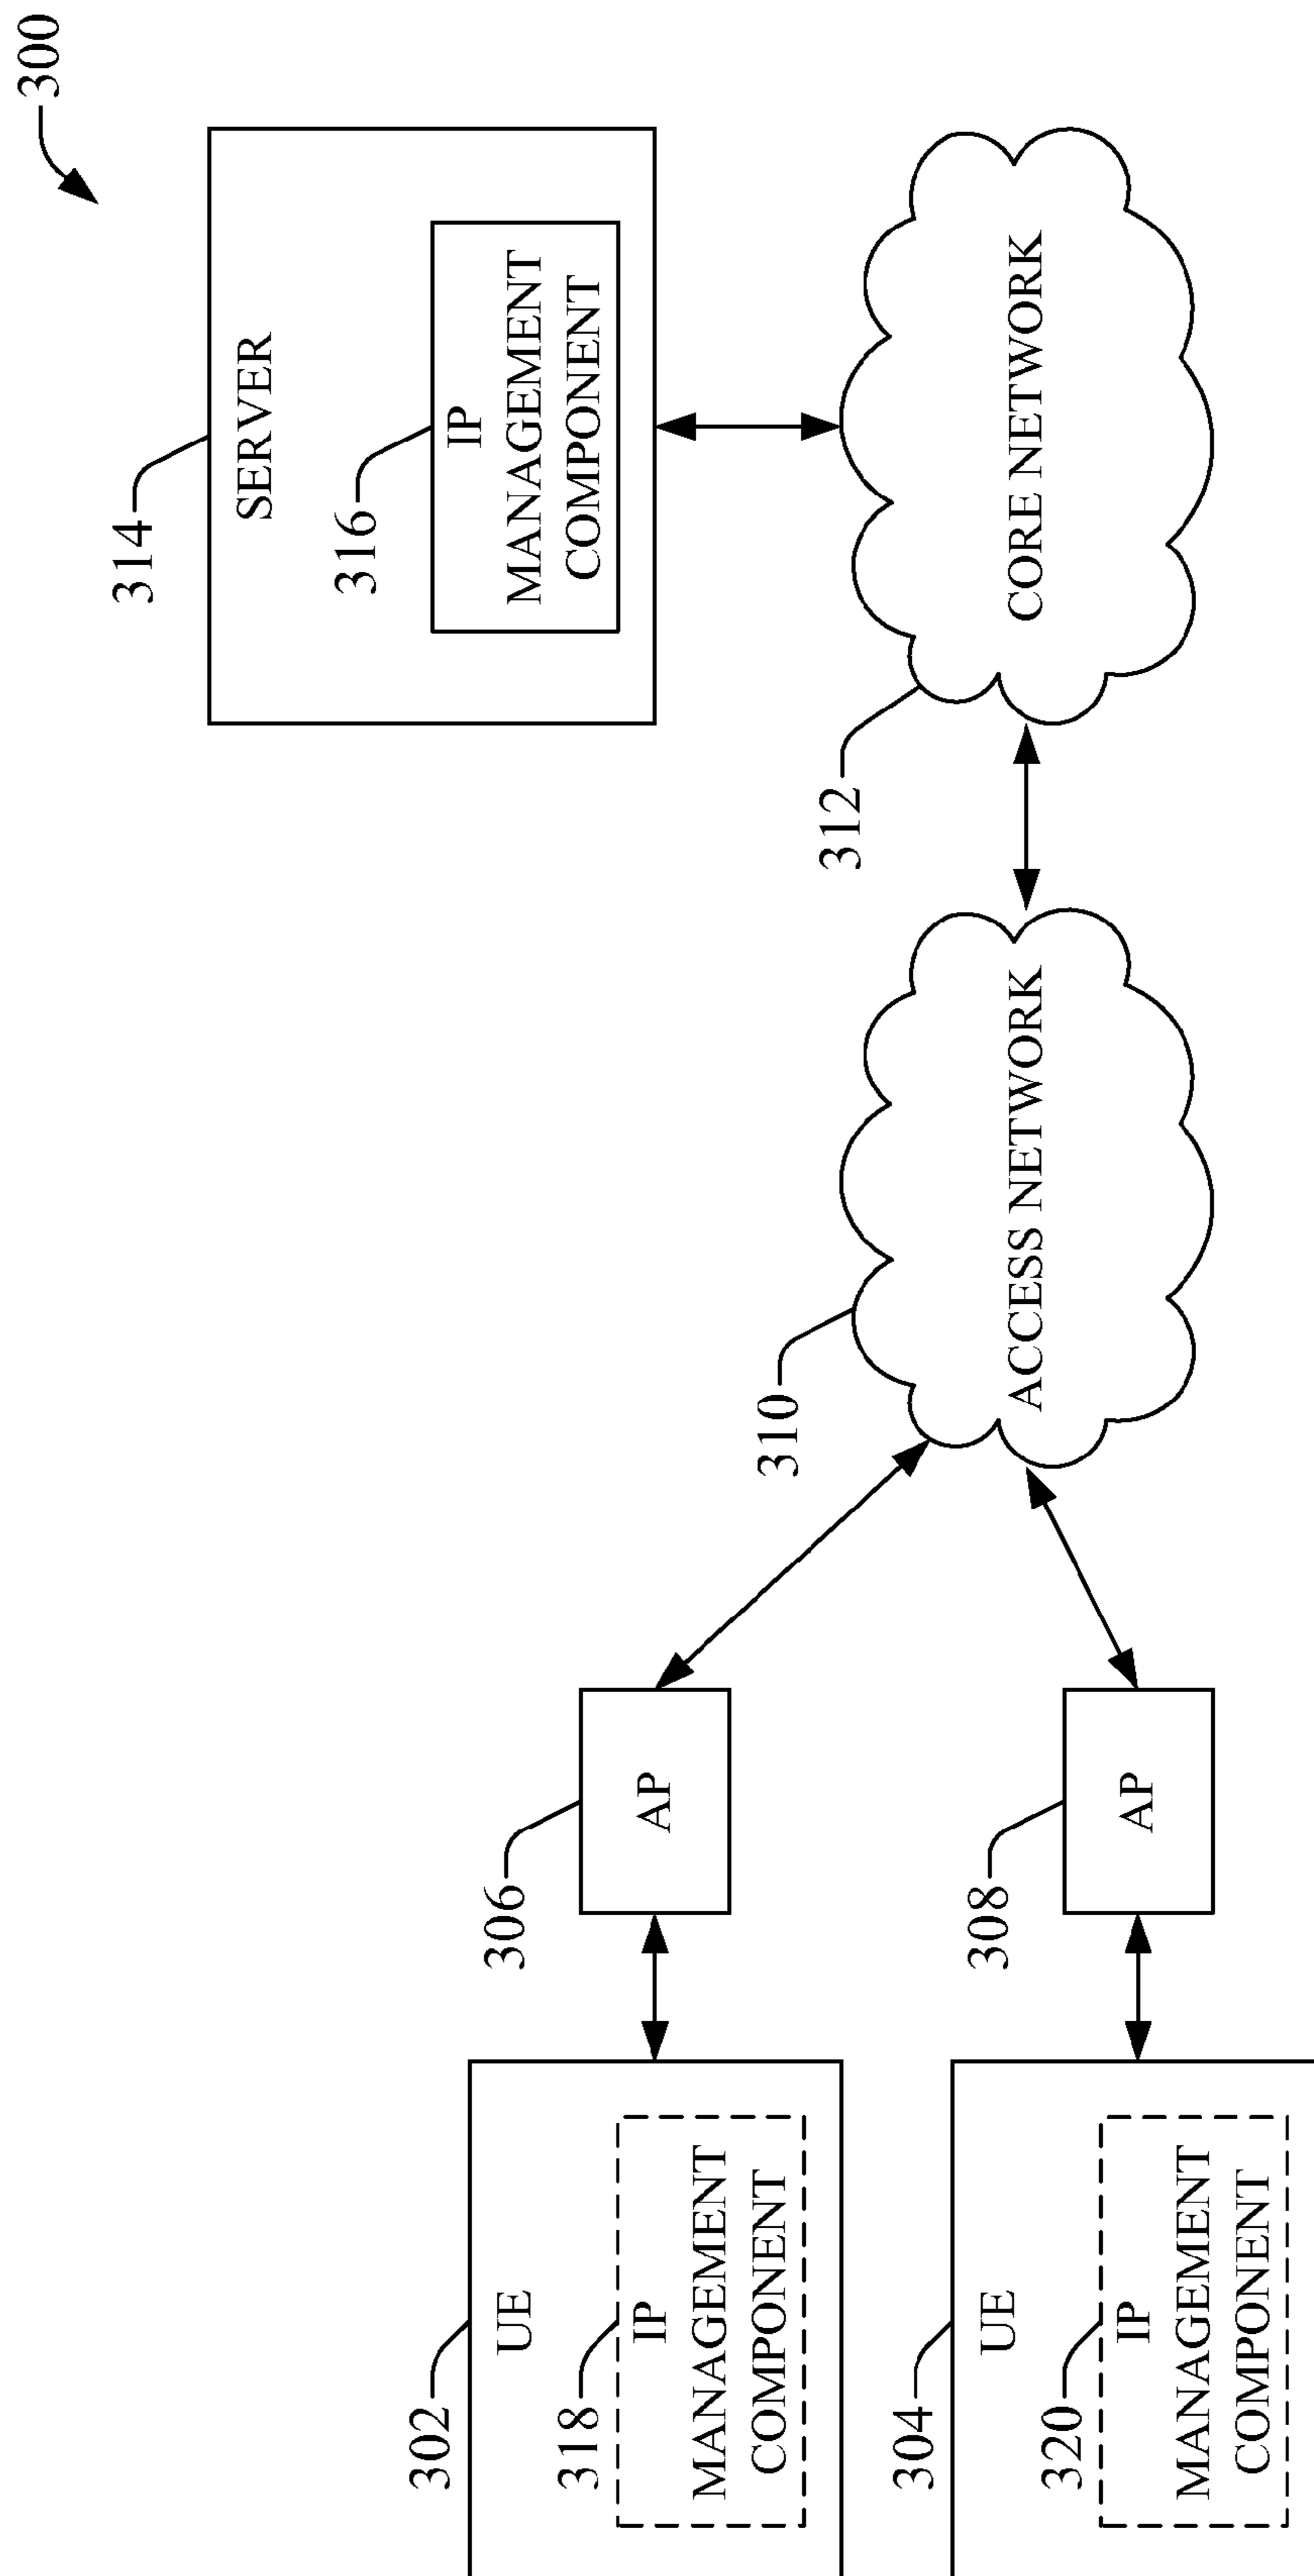 300
314
SERVER
316
IP
MANAGEMENT
COMPONENT
312
CORE NETWORK
310
ACCESS NETWORK
306
AP
308
AP
302
UE
318
IP
MANAGEMENT
COMPONENT
304
UE
320
IP
MANAGEMENT
COMPONENT